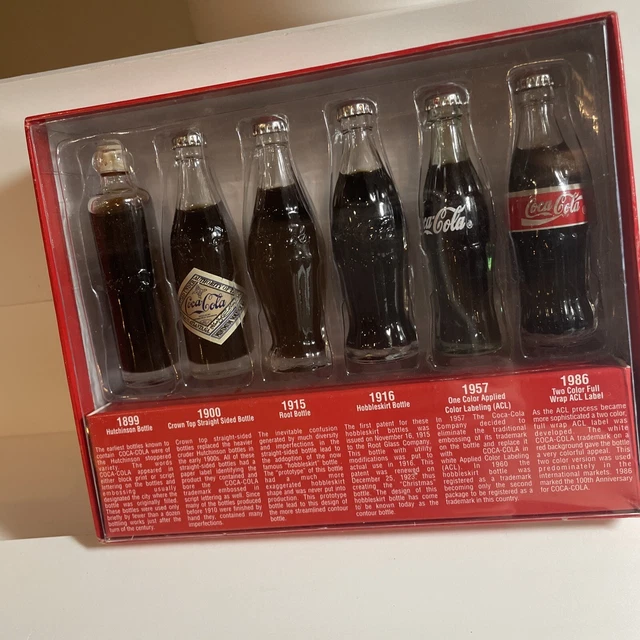 Coca-Cola
Coca-Cola®
Coca-Cola
1899
Hutchinson Bottle
The earliest bottles known to
contain COCA-COLA were of
the Hutchinson stoppered
variety. The words
COCA-COLA appeared in
either block print or script
lettering on the bottles and
embossing usually
designated the city where the
bottle was originally filled.
These bottles were used only
briefly by fewer than a dozen
bottling works just after the
turn of the century.
1900
Crown Top Straight Sided Bottle
Crown top straight-sided
bottles replaced the heavier
cruder Hutchinson bottles in
the early 1900s. All of these
straight-sided bottles had a
paper label identifying the
product they contained with
the COCA-COLA
trademark embossed in
script lettering as well. Since
many of the bottles produced
before 1910 were finished by
hand they, contained many
imperfections.
1915
Root Bottle
The inevitable confusion
generated by much diversity
and imperfections in the
straight-sided bottle lead to
the adoption of the new
famous "hobbleskirt" bottle.
The "prototype" of this bottle
had a much more
exaggerated hobbleskirt
shape and was never put into
production. This prototype
bottle lead to this design of
the more streamlined contour
bottle.
1916
Hobbleskirt Bottle
The first patent for these
hobbleskirt bottles was
issued on November 16, 1915
to the Root Glass Company.
This bottle with utility
modifications was put to
actual use in 1916. This
patent was renewed on
December 25, 1923; thus
creating the "Christmas"
bottle. The design of this
hobbleskirt bottle has come
to be known today as the
contour bottle.
1957
One Color Applied
Color Labeling (ACL)
In 1957 The Coca-Cola
Company decided to
eliminate the traditional
embossing of its trademark
on the bottle and replace it
with COCA-COLA in
white Applied Color Labeling
(ACL). In 1960 the
hobbleskirt design was
registered as a trademark
becoming only the second
package to be registered as a
trademark in this country
1986
Two Color Full
Wrap ACL Label
As the ACL process became
more sophisticated a two color,
full wrap ACL label was
developed. The white
COCA-COLA trademark on a
red band on the bottle gave it
a very colorful appeal. This
two color version was used
predominately in the
international markets. 1986
marked the 100th Anniversary
for COCA-COLA.